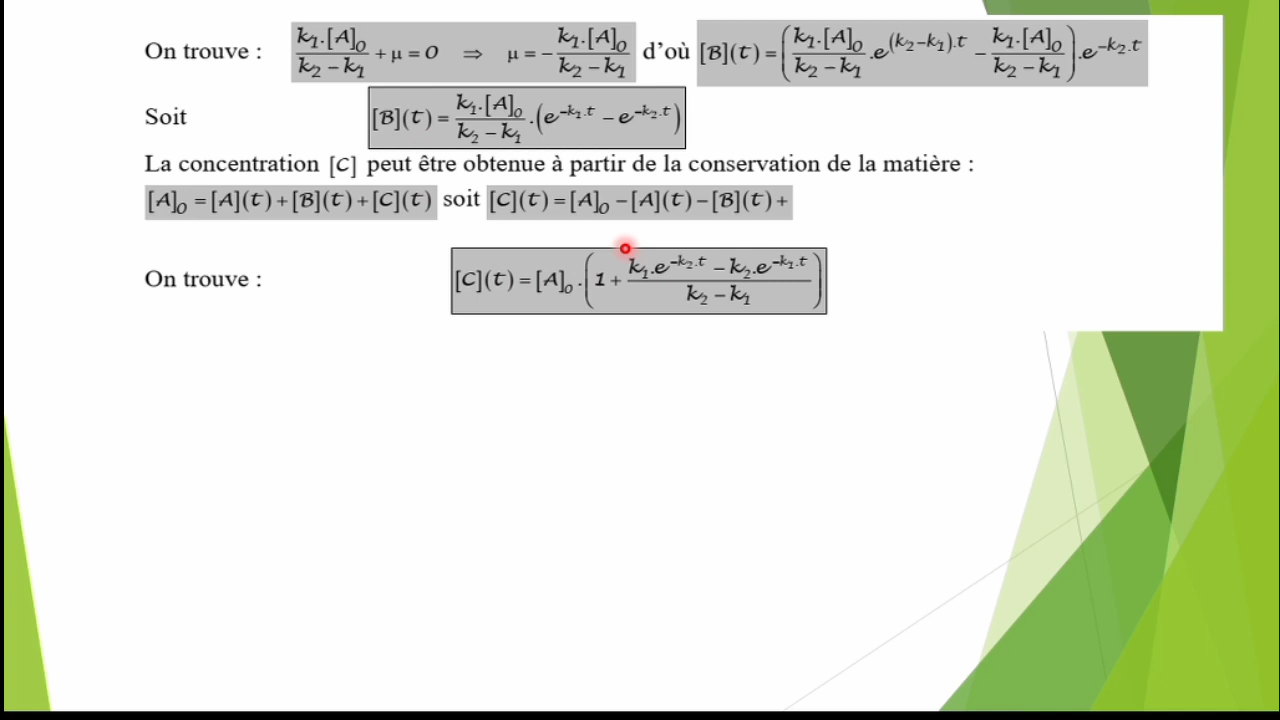 On trouve : k₁.[A]₀/(k₂ − k₁) + μ = 0 ⇒ μ = − k₁.[A]₀/(k₂ − k₁) d’où [B](t) = (k₁.[A]₀/(k₂ − k₁) .e^((k₂−k₁).t) − k₁.[A]₀/(k₂ − k₁)).e^(−k₂.t)
Soit [B](t) = k₁.[A]₀/(k₂ − k₁) .(e^(−k₁.t) − e^(−k₂.t))
La concentration [C] peut être obtenue à partir de la conservation de la matière :
[A]₀ = [A](t) + [B](t) + [C](t) soit [C](t) = [A]₀ − [A](t) − [B](t) +
On trouve : [C](t) = [A]₀ . (1 + (k₁.e^(−k₂.t) − k₂.e^(−k₁.t))/(k₂ − k₁))